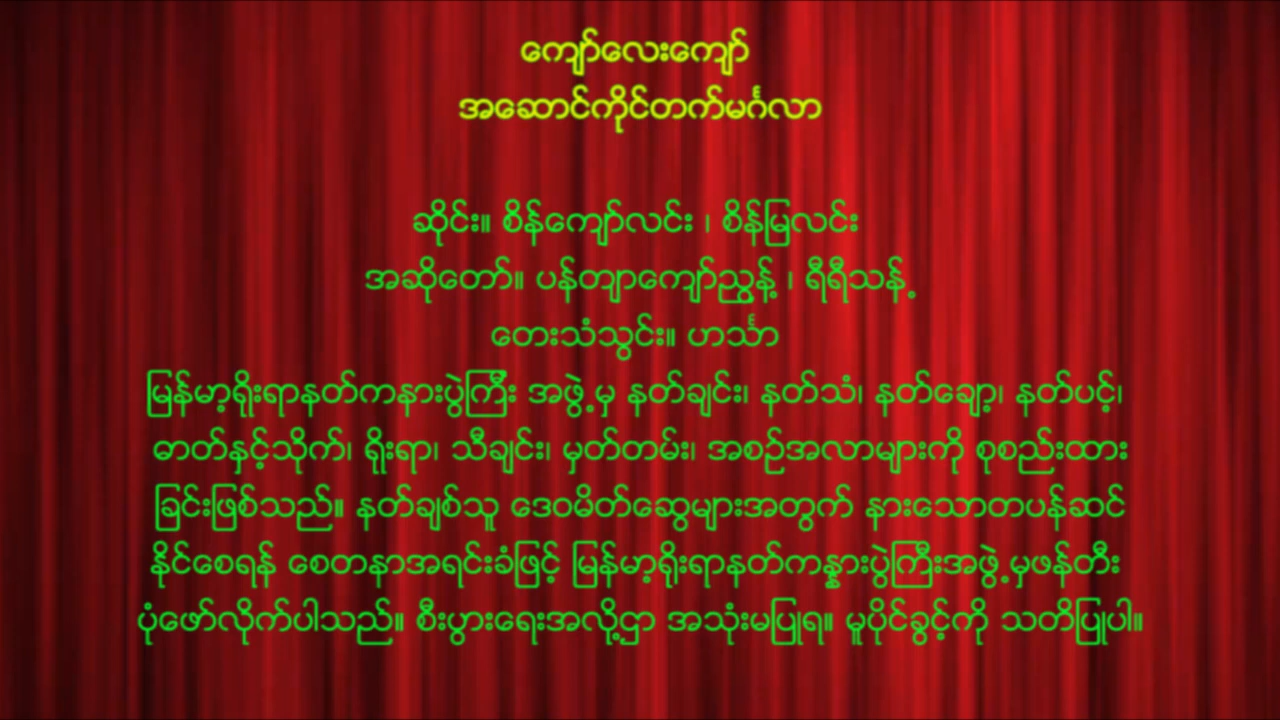 ကျော်လေးကျော်
အဆောင်ကိုင်တက်မင်္ဂလာ
ဆိုင်း။ စိန်ကျော်လင်း ၊ စိန်မြလင်း
အဆိုတော်။ ပန်တျာကျော်ညွန့် ၊ ရီရီသန့်
တေးသံသွင်း။ ဟင်္သာ
မြန်မာ့ရိုးရာနတ်ကနားပွဲကြီး အဖွဲ့မှ နတ်ချင်း၊ နတ်သံ၊ နတ်ချော့၊ နတ်ပင့်၊
ဓာတ်နှင့်သိုက်၊ ရိုးရာ၊ သီချင်း၊ မှတ်တမ်း၊ အစဉ်အလာများကို စုစည်းထား
ခြင်းဖြစ်သည်။ နတ်ချစ်သူ ဒေဝမိတ်ဆွေများအတွက် နားသောတပန်ဆင်
နိုင်စေရန် စေတနာအရင်းခံဖြင့် မြန်မာ့ရိုးရာနတ်ကန္နားပွဲကြီးအဖွဲ့မှဖန်တီး
ပုံဖော်လိုက်ပါသည်။ စီးပွားရေးအလို့ဌာ အသုံးမပြုရ။ မူပိုင်ခွင့်ကို သတိပြုပါ။